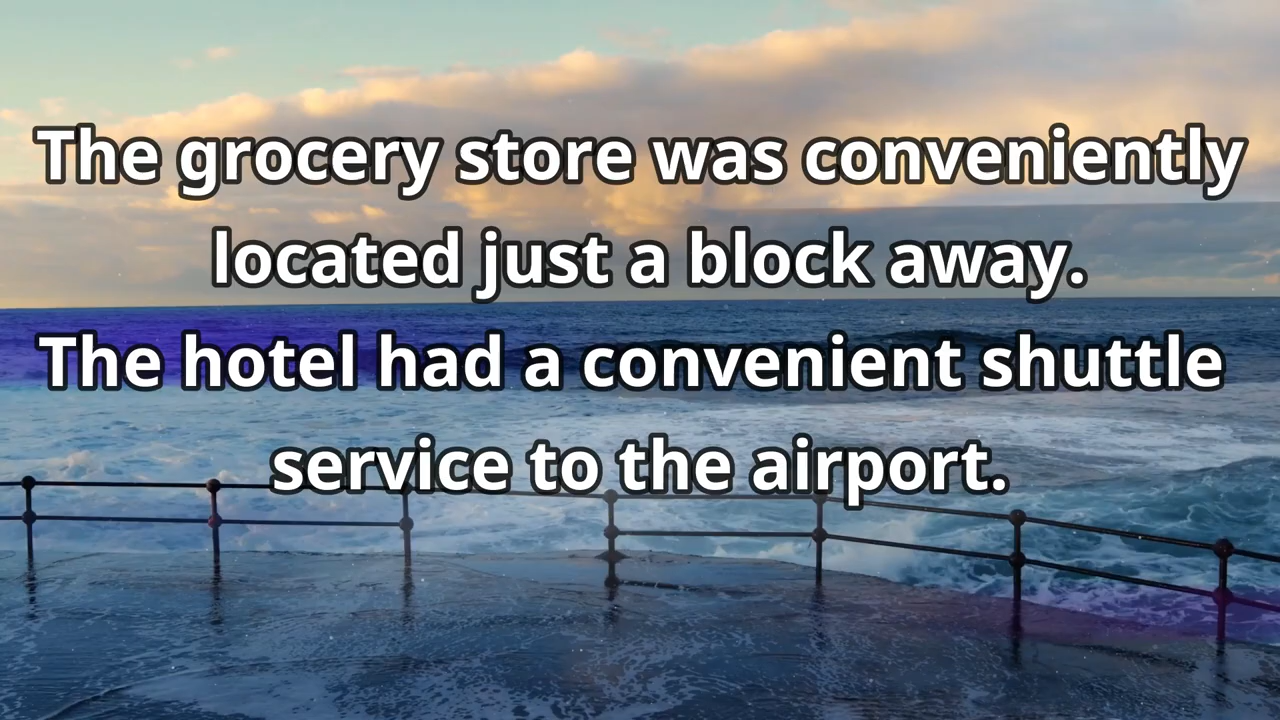 The grocery store was conveniently
located just a block away.
The hotel had a convenient shuttle
service to the airport.